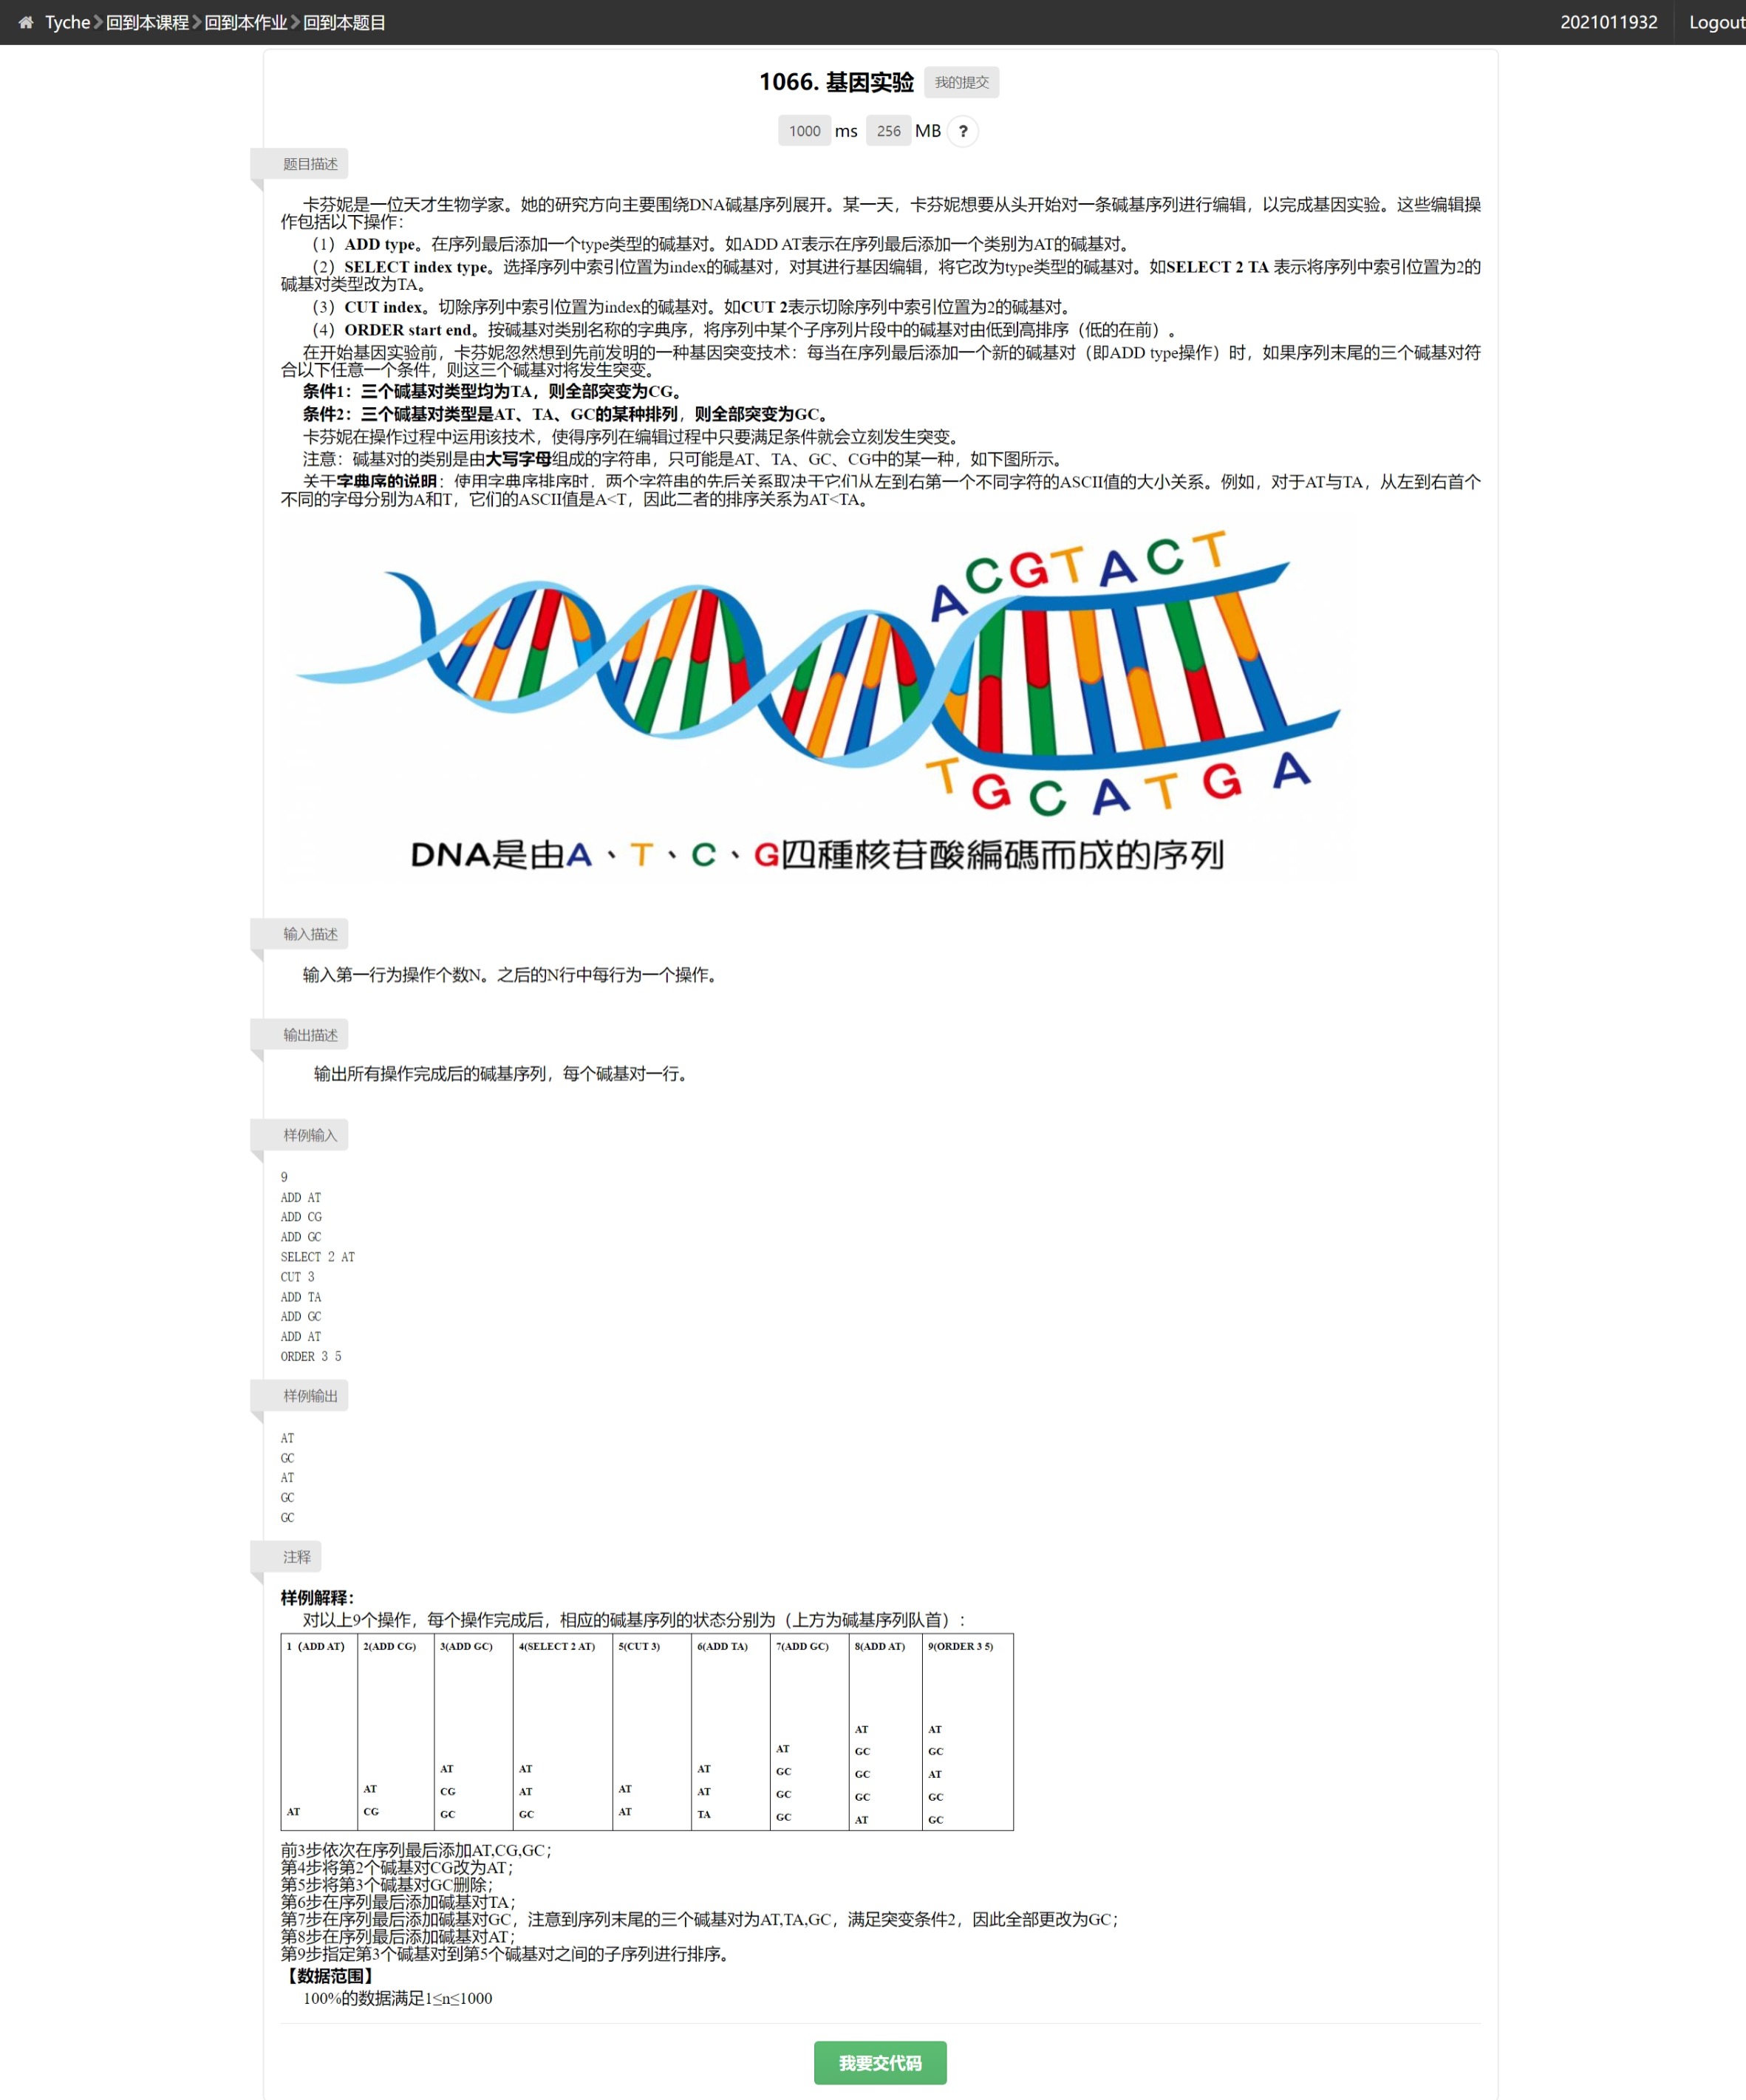 Tyche 回到本课程 回到本作业 回到本题目 2021011932 Logout
1066. 基因实验 我的提交
1000 ms 256 MB ?
题目描述
卡芬妮是一位天才生物学家。她的研究方向主要围绕DNA碱基序列展开。某一天，卡芬妮想要从头开始对一条碱基序列进行编辑，以完成基因实验。这些编辑操
作包括以下操作：
（1）ADD type。在序列最后添加一个type类型的碱基对。如ADD AT表示在序列最后添加一个类别为AT的碱基对。
（2）SELECT index type。选择序列中索引位置为index的碱基对，对其进行基因编辑，将它改为type类型的碱基对。如SELECT 2 TA 表示将序列中索引位置为2的
碱基对类型改为TA。
（3）CUT index。切除序列中索引位置为index的碱基对。如CUT 2表示切除序列中索引位置为2的碱基对。
（4）ORDER start end。按碱基对类别名称的字典序，将序列中某个子序列片段中的碱基对由低到高排序（低的在前）。
在开始基因实验前，卡芬妮忽然想到先前发明的一种基因突变技术：每当在序列最后添加一个新的碱基对（即ADD type操作）时，如果序列末尾的三个碱基对符
合以下任意一个条件，则这三个碱基对将发生突变。
条件1：三个碱基对类型均为TA，则全部突变为CG。
条件2：三个碱基对类型是AT、TA、GC的某种排列，则全部突变为GC。
卡芬妮在操作过程中运用该技术，使得序列在编辑过程中只要满足条件就会立刻发生突变。
注意：碱基对的类别是由大写字母组成的字符串，只可能是AT、TA、GC、CG中的某一种，如下图所示。
关于字典序的说明：使用字典序排序时，两个字符串的先后关系取决于它们从左到右第一个不同字符的ASCII值的大小关系。例如，对于AT与TA，从左到右首个
不同的字母分别为A和T，它们的ASCII值是A<T，因此二者的排序关系为AT<TA。
A C G T A C T
T G C A T G A
DNA是由A、T、C、G四種核苷酸編碼而成的序列
输入描述
输入第一行为操作个数N。之后的N行中每行为一个操作。
输出描述
输出所有操作完成后的碱基序列，每个碱基对一行。
样例输入
9
ADD AT
ADD CG
ADD GC
SELECT 2 AT
CUT 3
ADD TA
ADD GC
ADD AT
ORDER 3 5
样例输出
AT
GC
AT
GC
GC
注释
样例解释：
对以上9个操作，每个操作完成后，相应的碱基序列的状态分别为（上方为碱基序列队首）：
1（ADD AT） 2(ADD CG) 3(ADD GC) 4(SELECT 2 AT) 5(CUT 3) 6(ADD TA) 7(ADD GC) 8(ADD AT) 9(ORDER 3 5)
AT
AT CG
AT CG GC
AT AT GC
AT AT
AT AT TA
AT GC GC GC
AT GC GC GC AT
AT GC AT GC GC
前3步依次在序列最后添加AT,CG,GC；
第4步将第2个碱基对CG改为AT；
第5步将第3个碱基对GC删除；
第6步在序列最后添加碱基对TA；
第7步在序列最后添加碱基对GC，注意到序列末尾的三个碱基对为AT,TA,GC，满足突变条件2，因此全部更改为GC；
第8步在序列最后添加碱基对AT；
第9步指定第3个碱基对到第5个碱基对之间的子序列进行排序。
【数据范围】
100%的数据满足1≤n≤1000
我要交代码